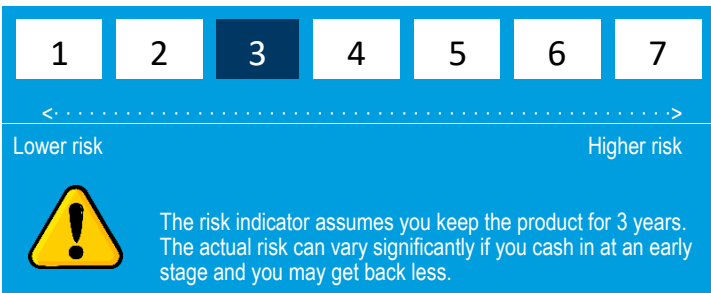 1 2 3 4 5 6 7
Lower risk Higher risk
The risk indicator assumes you keep the product for 3 years.
The actual risk can vary significantly if you cash in at an early
stage and you may get back less.